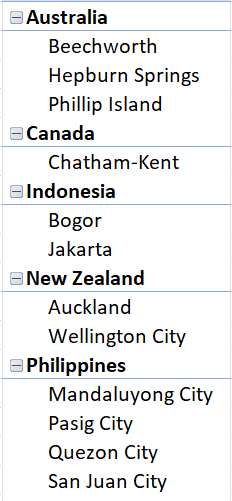 Australia
Beechworth
Hepburn Springs
Phillip Island
Canada
Chatham-Kent
Indonesia
Bogor
Jakarta
New Zealand
Auckland
Wellington City
Philippines
Mandaluyong City
Pasig City
Quezon City
San Juan City